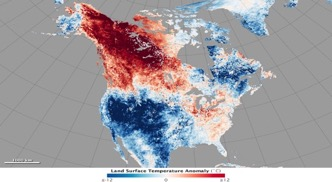 Land Surface Temperature Anomaly (°C)
≤-12 0 ≥12